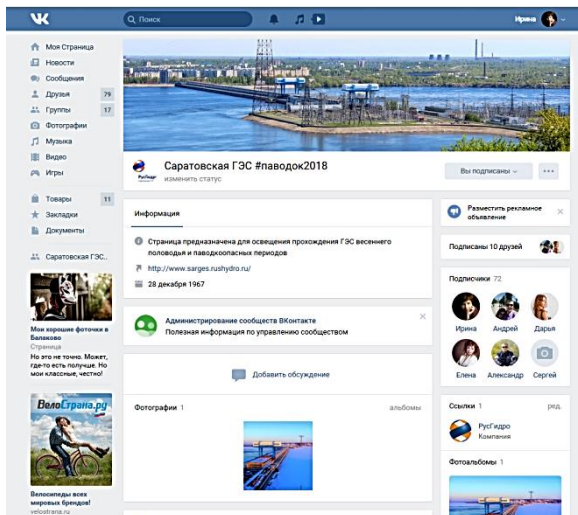 Поиск
Ирина
Моя Страница
Новости
Сообщения
Друзья 79
Группы 17
Фотографии
Музыка
Видео
Игры
Товары 11
Закладки
Документы
Саратовская ГЭС..
Мои хорошие фоточки в
Балаково
Страница
Но это не точно. Может,
где-то есть получше. Но
мои классные, честно!
ВелоСтрана.ру
Велосипеды всех
мировых брендов!
velostrana.ru
Саратовская ГЭС #паводок2018
изменить статус
РусГидро
Вы подписаны
Информация
Страница предназначена для освещения прохождения ГЭС весеннего
половодья и паводкоопасных периодов
http://www.sarges.rushydro.ru/
28 декабря 1967
Администрирование сообществ ВКонтакте
Полезная информация по управлению сообществом
Добавить обсуждение
Фотографии 1
альбомы
Разместить рекламное
объявление
Подписаны 10 друзей
Подписчики 72
Ирина Андрей Дарья
Елена Александр Сергей
Ссылки 1 ред.
РусГидро
Компания
Фотоальбомы 1